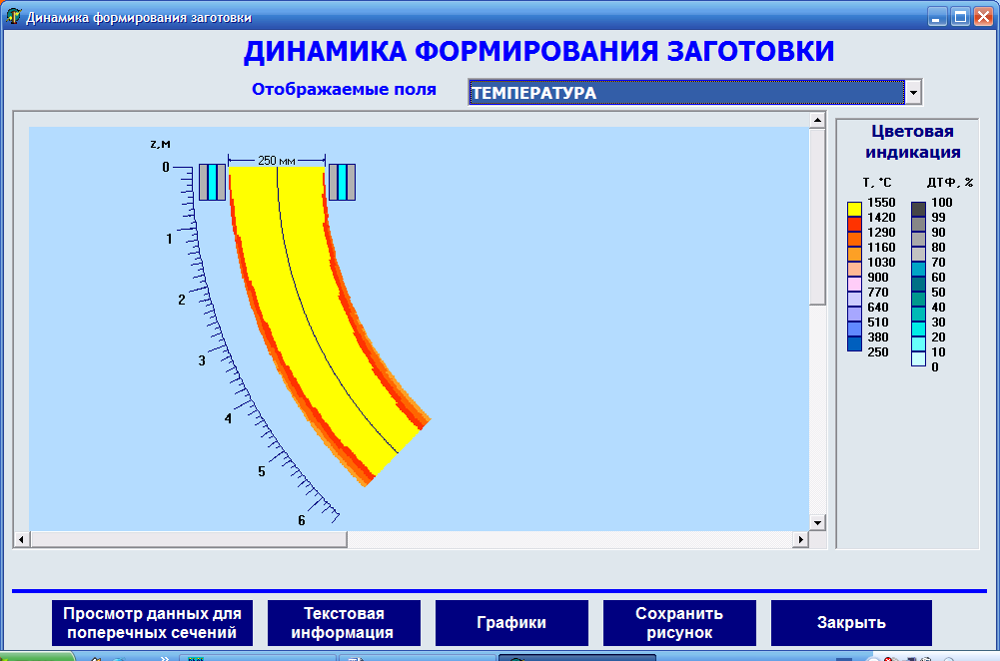 Динамика формирования заготовки
ДИНАМИКА ФОРМИРОВАНИЯ ЗАГОТОВКИ
Отображаемые поля
ТЕМПЕРАТУРА
z,м
250 мм
0
1
2
3
4
5
6
Цветовая
индикация
T, °C
ДТФ, %
1550
1420
1290
1160
1030
900
770
640
510
380
250
100
99
90
80
70
60
50
40
30
20
10
0
Просмотр данных для
поперечных сечений
Текстовая
информация
Графики
Сохранить
рисунок
Закрыть